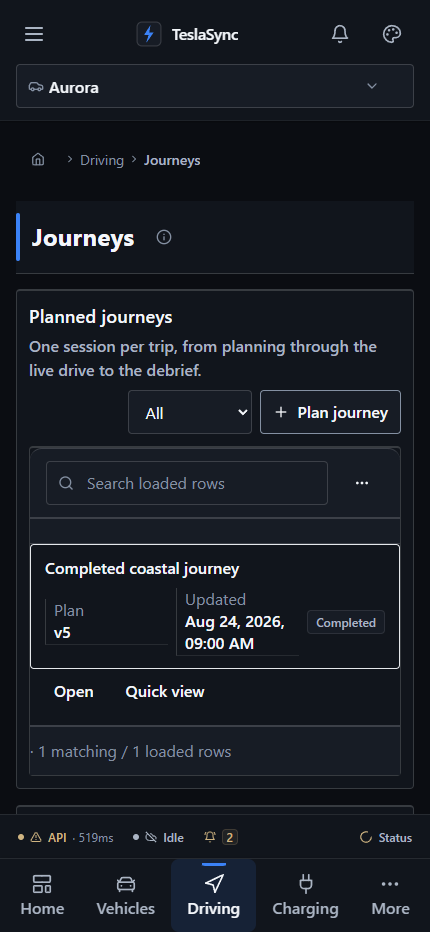 TeslaSync
Aurora
Driving
Journeys
Journeys
Planned journeys
One session per trip, from planning through the
live drive to the debrief.
All
+ Plan journey
Search loaded rows
...
Completed coastal journey
Plan
v5
Updated
Aug 24, 2026,
09:00 AM
Completed
Open
Quick view
· 1 matching / 1 loaded rows
API · 519ms
Idle
2
Status
Home
Vehicles
Driving
Charging
More